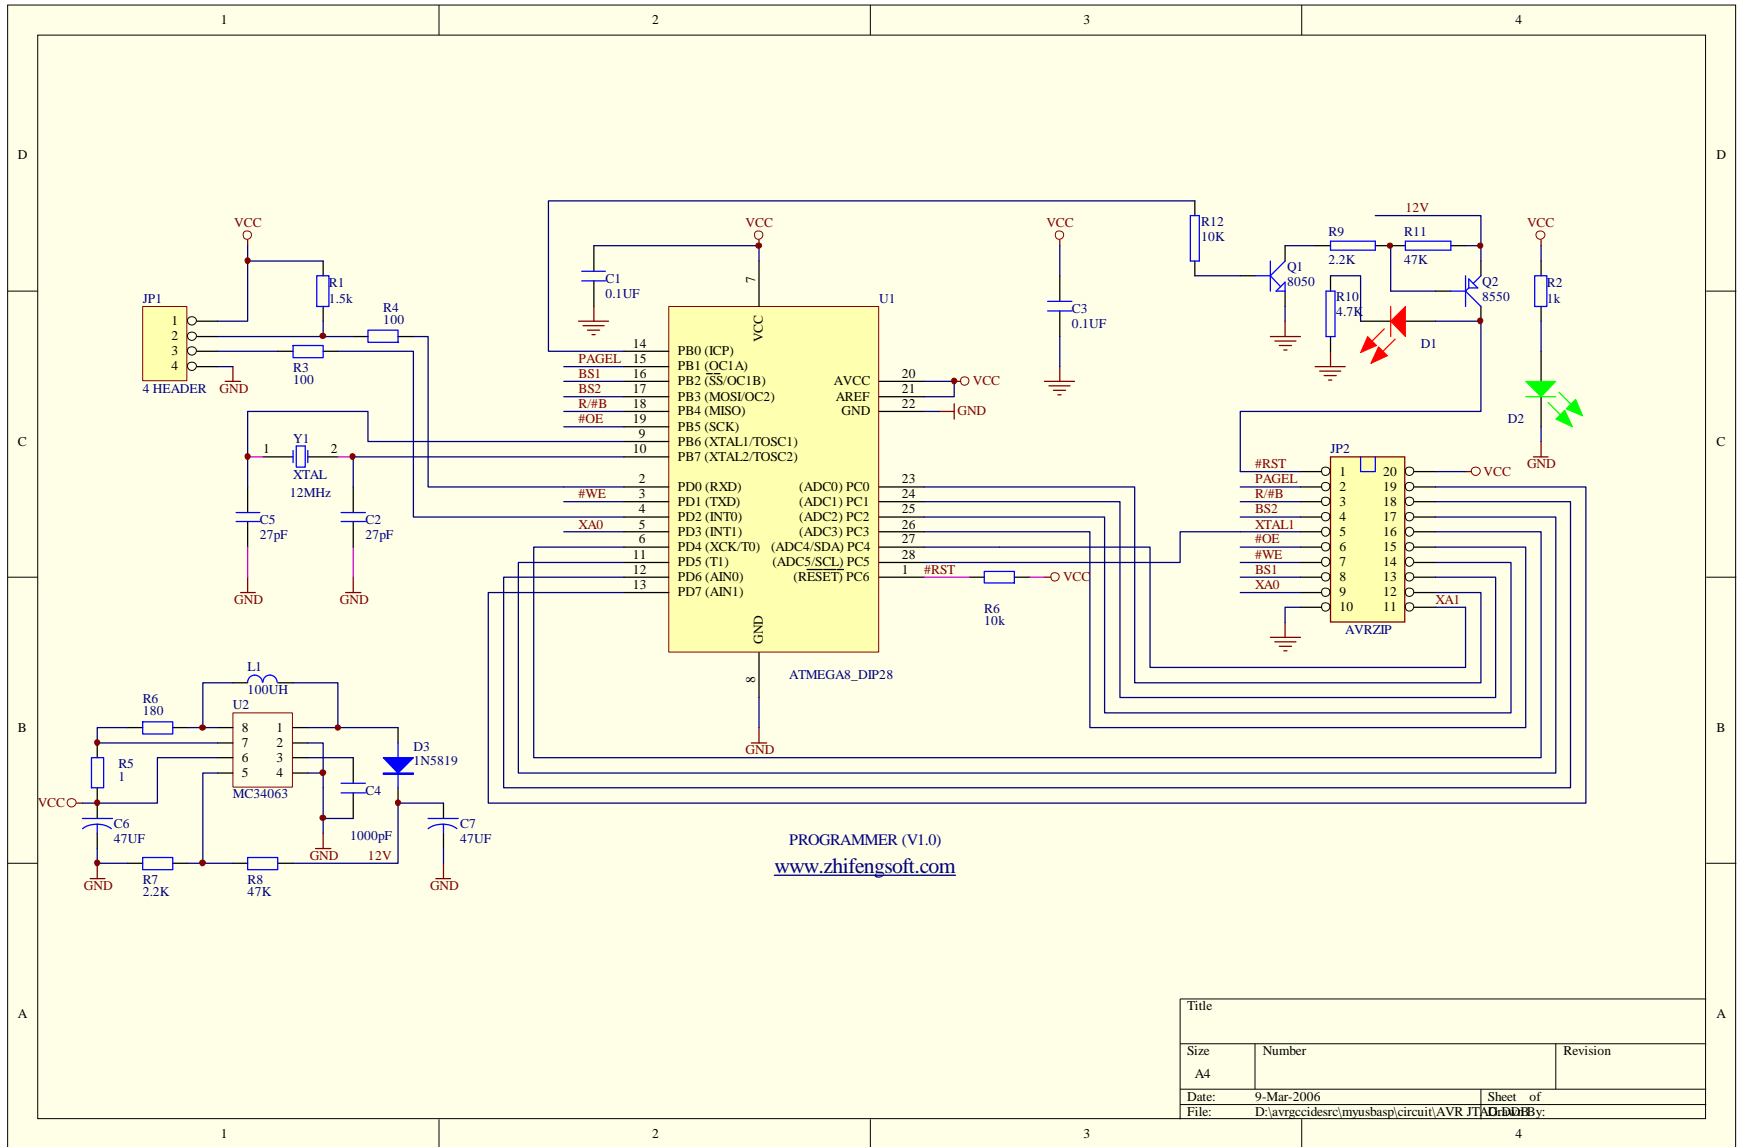 1 2 3 4
D D
C C
B B
A A
1 2 3 4
VCC
R1
1.5k
JP1
1
2
3
4
4 HEADER
R4
100
R3
100
GND
Y1
1 2
XTAL
12MHz
C5
27pF
C2
27pF
GND GND
VCC
C1
0.1UF
7
VCC
U1
14 PB0 (ICP)
PAGEL 15 PB1 (OC1A)
BS1 16 PB2 (SS/OC1B)
BS2 17 PB3 (MOSI/OC2)
R/#B 18 PB4 (MISO)
#OE 19 PB5 (SCK)
9 PB6 (XTAL1/TOSC1)
10 PB7 (XTAL2/TOSC2)
2 PD0 (RXD)
#WE 3 PD1 (TXD)
4 PD2 (INT0)
XA0 5 PD3 (INT1)
6 PD4 (XCK/T0)
11 PD5 (T1)
12 PD6 (AIN0)
13 PD7 (AIN1)
AVCC 20 VCC
AREF 21
GND 22 GND
(ADC0) PC0 23
(ADC1) PC1 24
(ADC2) PC2 25
(ADC3) PC3 26
(ADC4/SDA) PC4 27
(ADC5/SCL) PC5 28
(RESET) PC6 1 #RST
VCC
R6
10k
GND
8
ATMEGA8_DIP28
GND
VCC
C3
0.1UF
R12
10K
Q1
8050
R9
2.2K
12V
R11
47K
R10
4.7K
Q2
8550
D1
VCC
R2
1k
D2
GND
JP2
#RST 1 20 VCC
PAGEL 2 19
R/#B 3 18
BS2 4 17
XTAL1 5 16
#OE 6 15
#WE 7 14
BS1 8 13
XA0 9 12
10 11 XA1
AVRZIP
L1
100UH
R6
180
U2
8 1
7 2
6 3
5 4
MC34063
R5
1
VCC
C6
47UF
GND
R7
2.2K
R8
47K
D3
1N5819
C4
1000pF
GND
12V
C7
47UF
GND
PROGRAMMER (V1.0)
www.zhifengsoft.com
Title
Size Number Revision
A4
Date: 9-Mar-2006 Sheet of
File: D:\avrgccidesrc\myusbasp\circuit\AVR JTAG.DDB Drawn By: